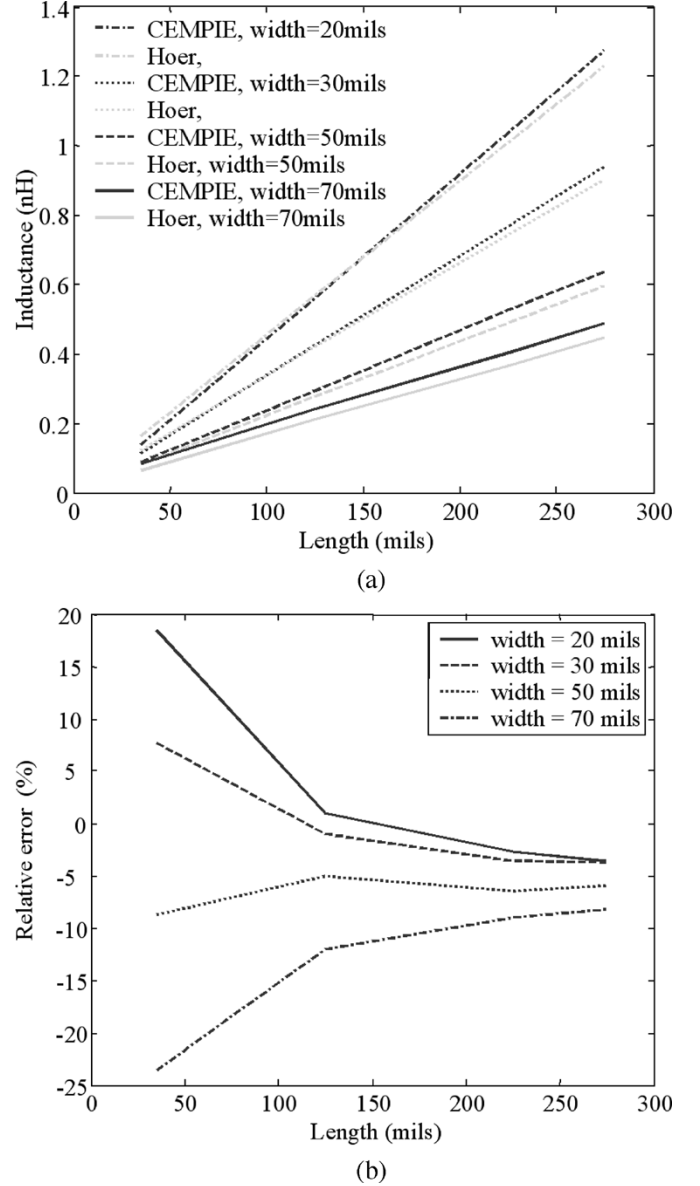 1.4
1.2
1
0.8
0.6
0.4
0.2
0
Inductance (nH)
CEMPIE, width=20mils
Hoer,
CEMPIE, width=30mils
Hoer,
CEMPIE, width=50mils
Hoer, width=50mils
CEMPIE, width=70mils
Hoer, width=70mils
0 50 100 150 200 250 300
Length (mils)
(a)
20
15
10
5
0
-5
-10
-15
-20
-25
Relative error (%)
width = 20 mils
width = 30 mils
width = 50 mils
width = 70 mils
0 50 100 150 200 250 300
Length (mils)
(b)